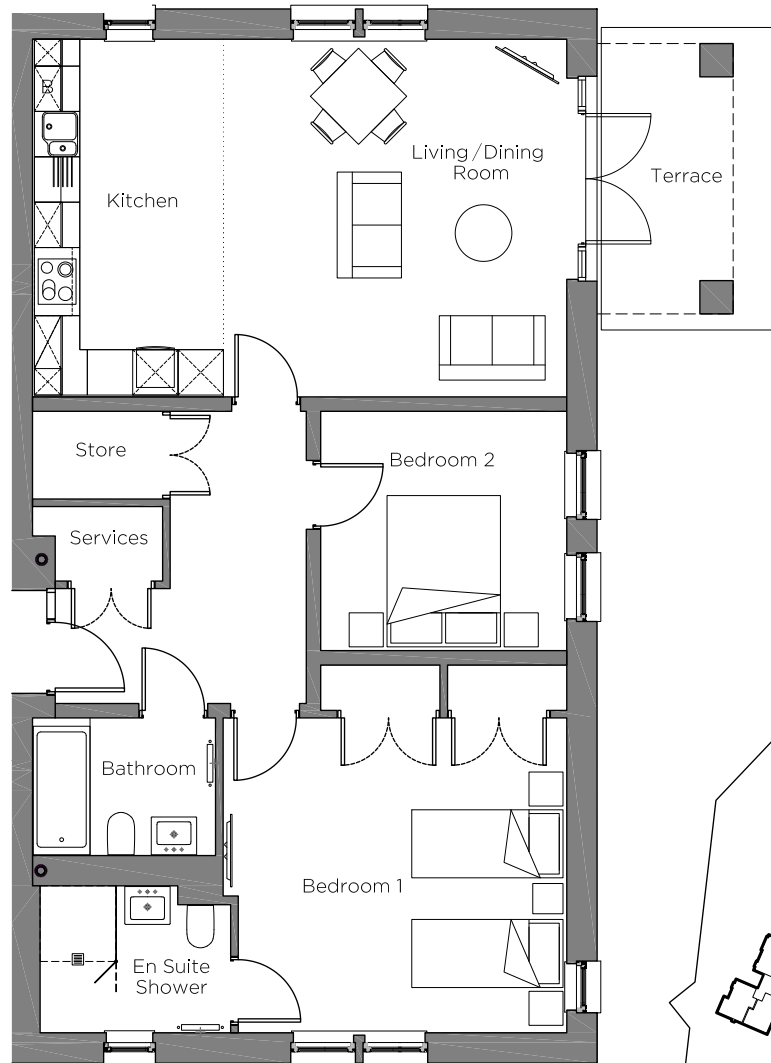 Living/Dining
Room
Terrace
Kitchen
Store
Bedroom 2
Services
Bathroom
Bedroom 1
En Suite
Shower